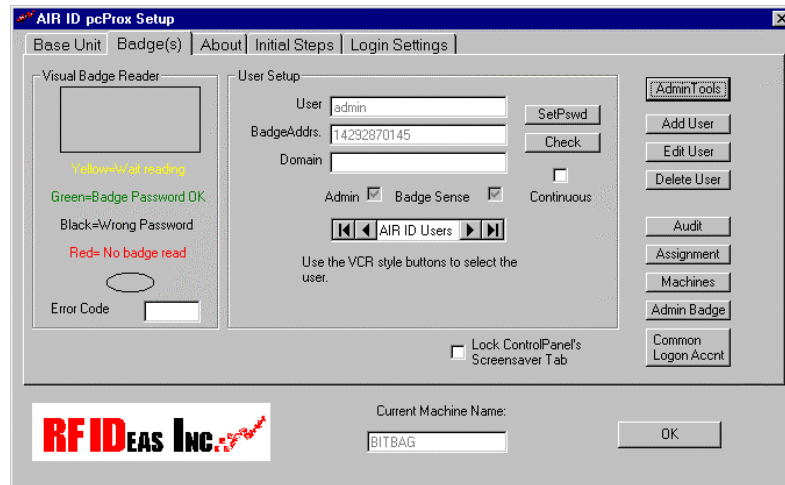 AIR ID pcProx Setup
Base Unit
Badge(s)
About
Initial Steps
Login Settings
Visual Badge Reader
Yellow=Wait reading
Green=Badge Password OK
Black=Wrong Password
Red= No badge read
Error Code
User Setup
User
admin
SetPswd
BadgeAddrs.
14292870145
Check
Domain
Admin
Badge Sense
Continuous
AIR ID Users
Use the VCR style buttons to select the
user.
Lock ControlPanel's
Screensaver Tab
AdminTools
Add User
Edit User
Delete User
Audit
Assignment
Machines
Admin Badge
Common
Logon Accnt
RF IDEAS INC.
Current Machine Name:
BITBAG
OK